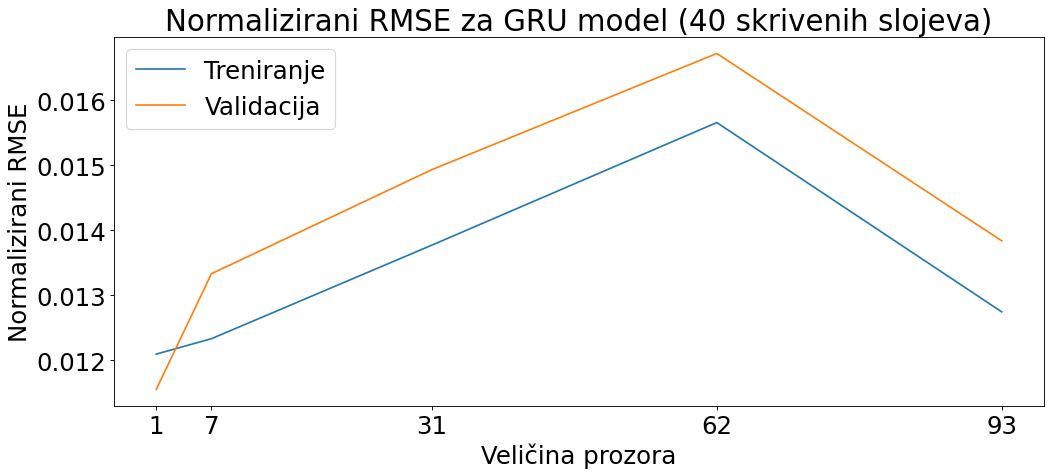 Normalizirani RMSE za GRU model (40 skrivenih slojeva)
Treniranje
Validacija
Normalizirani RMSE
0.016
0.015
0.014
0.013
0.012
1 7 31 62 93
Veličina prozora